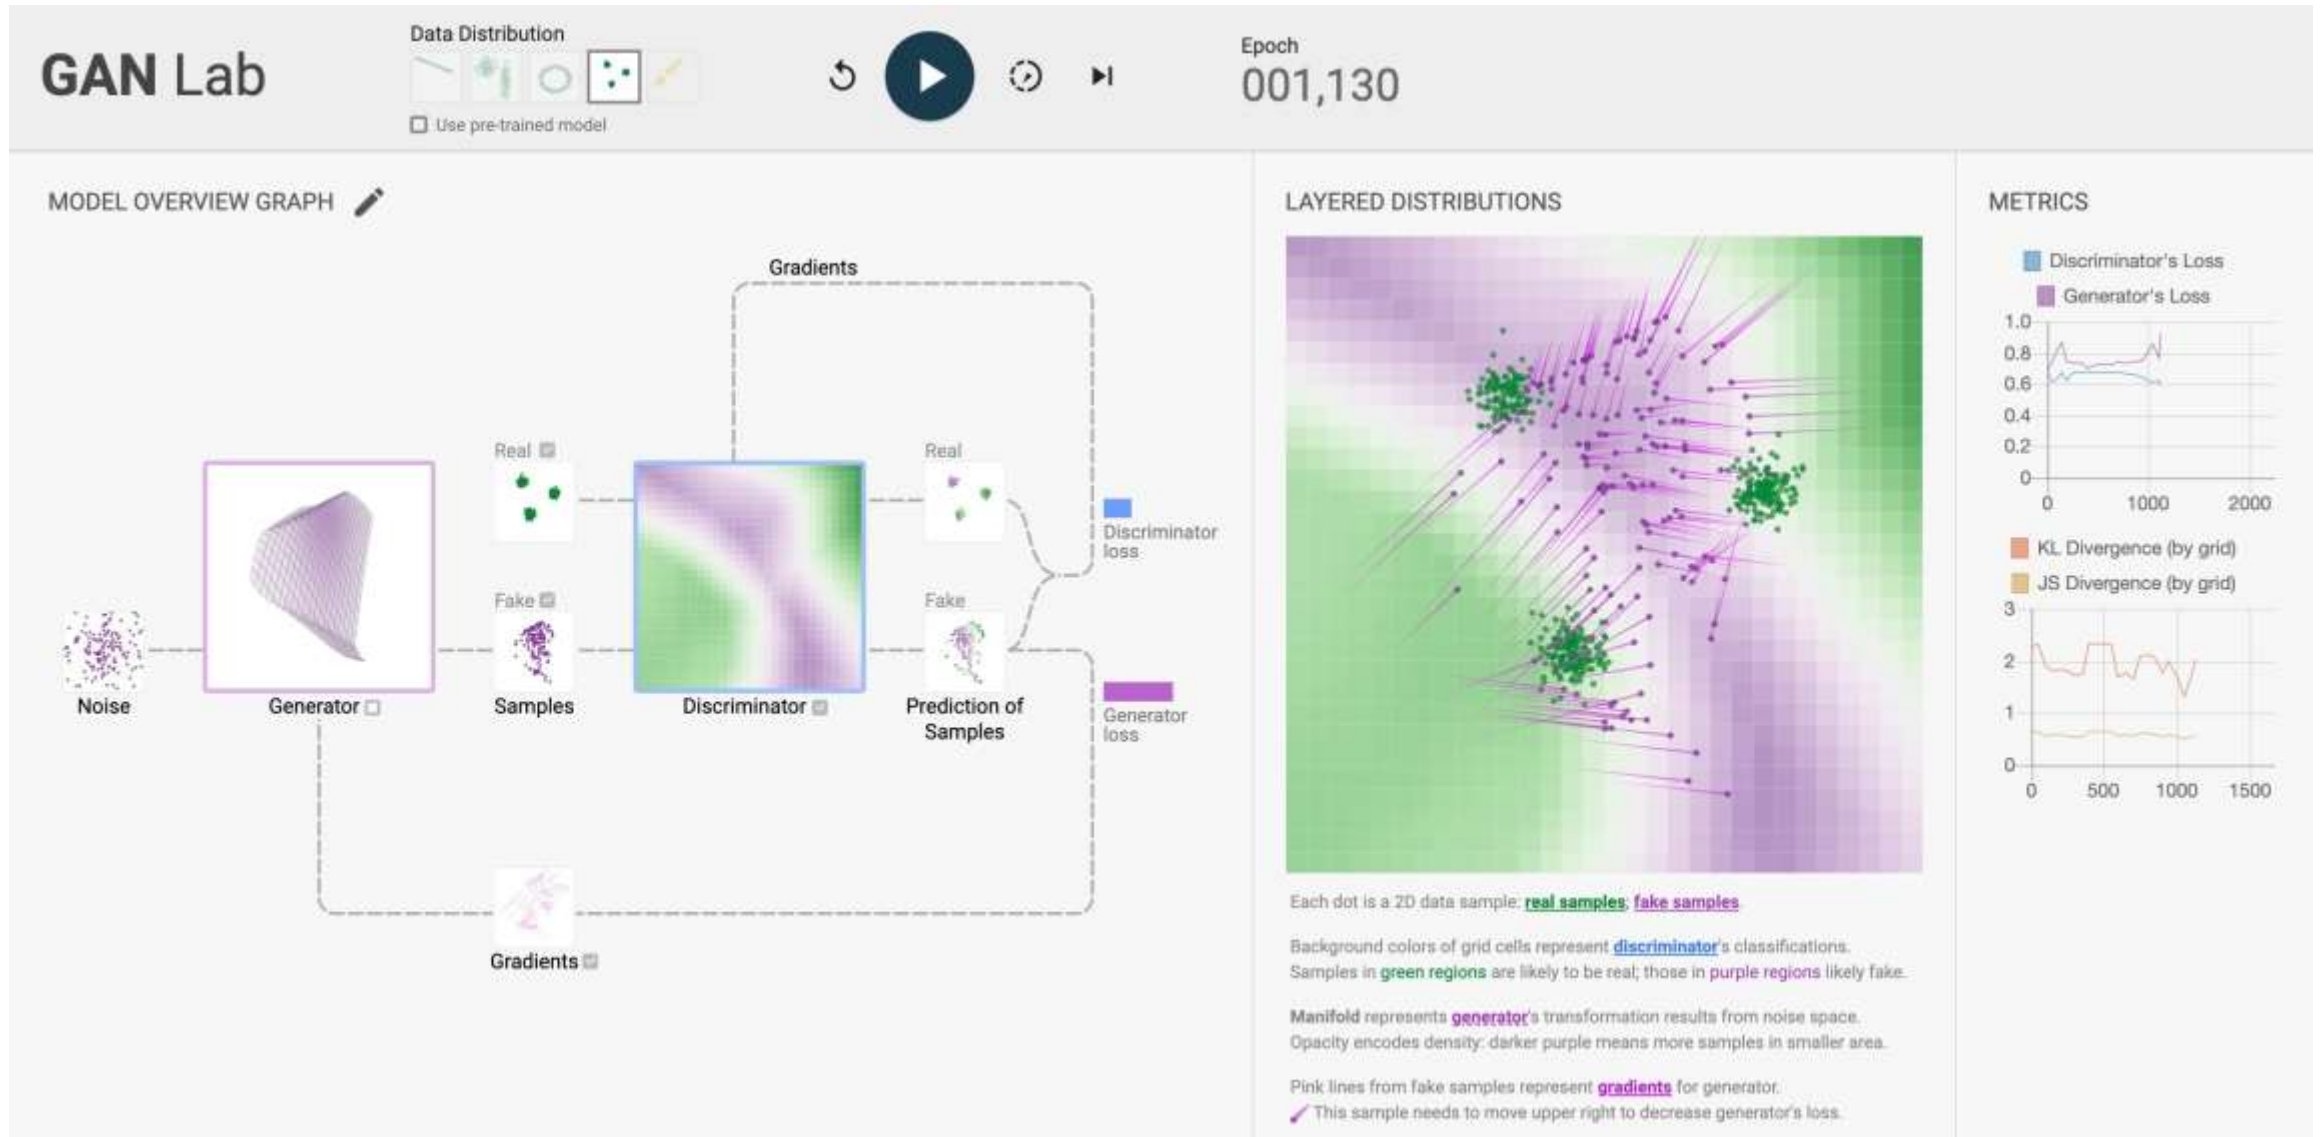 GAN Lab
Data Distribution
Use pre-trained model
Epoch
001,130
MODEL OVERVIEW GRAPH
Gradients
Real
Real
Discriminator
loss
Fake
Fake
Noise
Generator
Samples
Discriminator
Prediction of
Samples
Generator
loss
Gradients
LAYERED DISTRIBUTIONS
Each dot is a 2D data sample: real samples; fake samples.
Background colors of grid cells represent discriminator's classifications.
Samples in green regions are likely to be real; those in purple regions likely fake.
Manifold represents generator's transformation results from noise space.
Opacity encodes density: darker purple means more samples in smaller area.
Pink lines from fake samples represent gradients for generator.
This sample needs to move upper right to decrease generator's loss.
METRICS
Discriminator's Loss
Generator's Loss
1.0
0.8
0.6
0.4
0.2
0
0 1000 2000
KL Divergence (by grid)
JS Divergence (by grid)
3
2
1
0
0 500 1000 1500